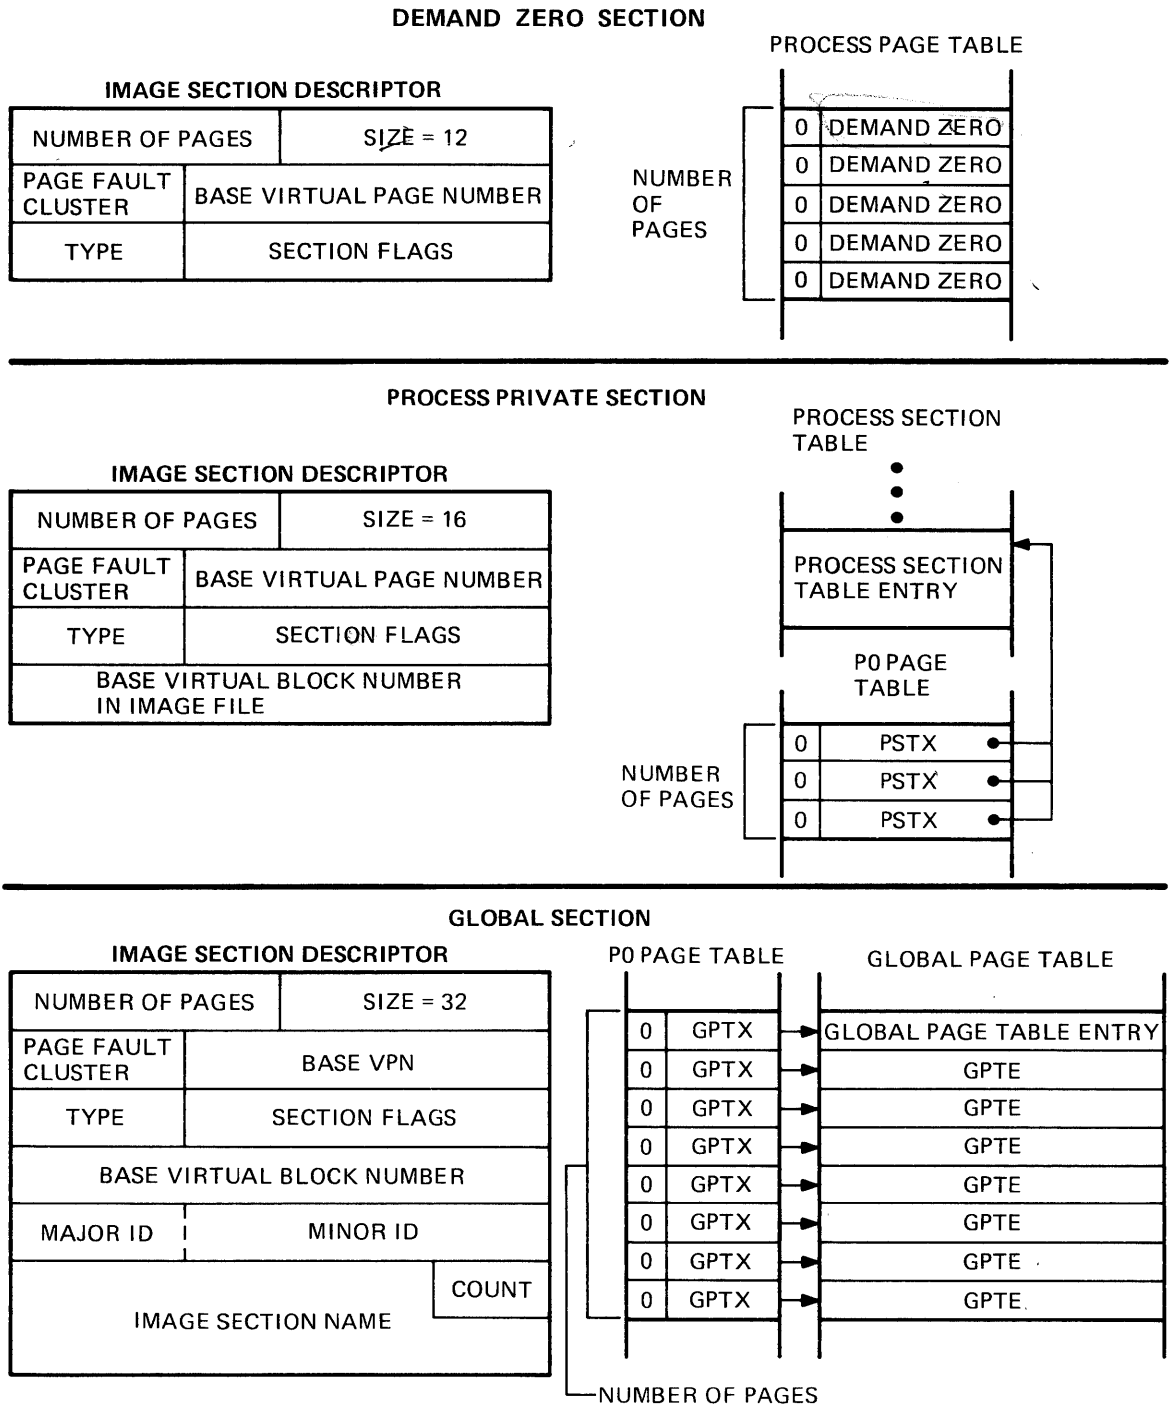 DEMAND ZERO SECTION
PROCESS PAGE TABLE
IMAGE SECTION DESCRIPTOR
NUMBER OF PAGES
SIZE = 12
PAGE FAULT
CLUSTER
BASE VIRTUAL PAGE NUMBER
TYPE
SECTION FLAGS
NUMBER
OF
PAGES
0 DEMAND ZERO
0 DEMAND ZERO
0 DEMAND ZERO
0 DEMAND ZERO
0 DEMAND ZERO
PROCESS PRIVATE SECTION
PROCESS SECTION
TABLE
IMAGE SECTION DESCRIPTOR
NUMBER OF PAGES
SIZE = 16
PAGE FAULT
CLUSTER
BASE VIRTUAL PAGE NUMBER
TYPE
SECTION FLAGS
BASE VIRTUAL BLOCK NUMBER
IN IMAGE FILE
PROCESS SECTION
TABLE ENTRY
P0 PAGE
TABLE
NUMBER
OF PAGES
0 PSTX
0 PSTX
0 PSTX
GLOBAL SECTION
IMAGE SECTION DESCRIPTOR
NUMBER OF PAGES
SIZE = 32
PAGE FAULT
CLUSTER
BASE VPN
TYPE
SECTION FLAGS
BASE VIRTUAL BLOCK NUMBER
MAJOR ID
MINOR ID
COUNT
IMAGE SECTION NAME
P0 PAGE TABLE
GLOBAL PAGE TABLE
0 GPTX GLOBAL PAGE TABLE ENTRY
0 GPTX GPTE
0 GPTX GPTE
0 GPTX GPTE
0 GPTX GPTE
0 GPTX GPTE
0 GPTX GPTE
0 GPTX GPTE
NUMBER OF PAGES